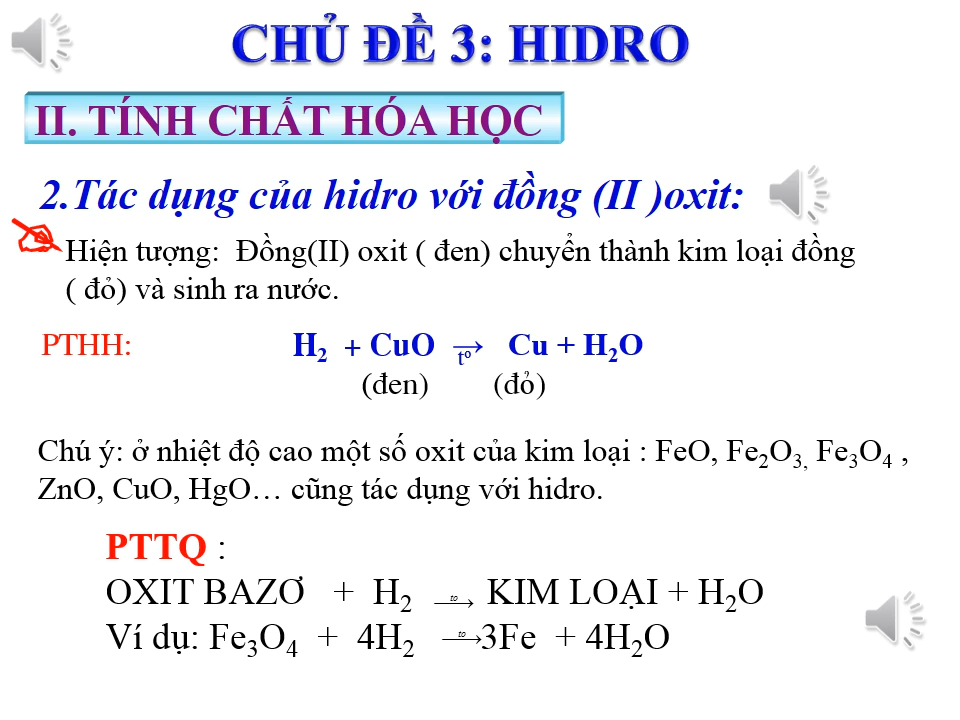 CHỦ ĐỀ 3: HIDRO
II. TÍNH CHẤT HÓA HỌC
2.Tác dụng của hidro với đồng (II )oxit:
Hiện tượng: Đồng(II) oxit ( đen) chuyển thành kim loại đồng
( đỏ) và sinh ra nước.
PTHH: H₂ + CuO →tº Cu + H₂O
(đen) (đỏ)
Chú ý: ở nhiệt độ cao một số oxit của kim loại : FeO, Fe₂O₃, Fe₃O₄ ,
ZnO, CuO, HgO… cũng tác dụng với hidro.
PTTQ :
OXIT BAZƠ + H₂ →to KIM LOẠI + H₂O
Ví dụ: Fe₃O₄ + 4H₂ →to 3Fe + 4H₂O